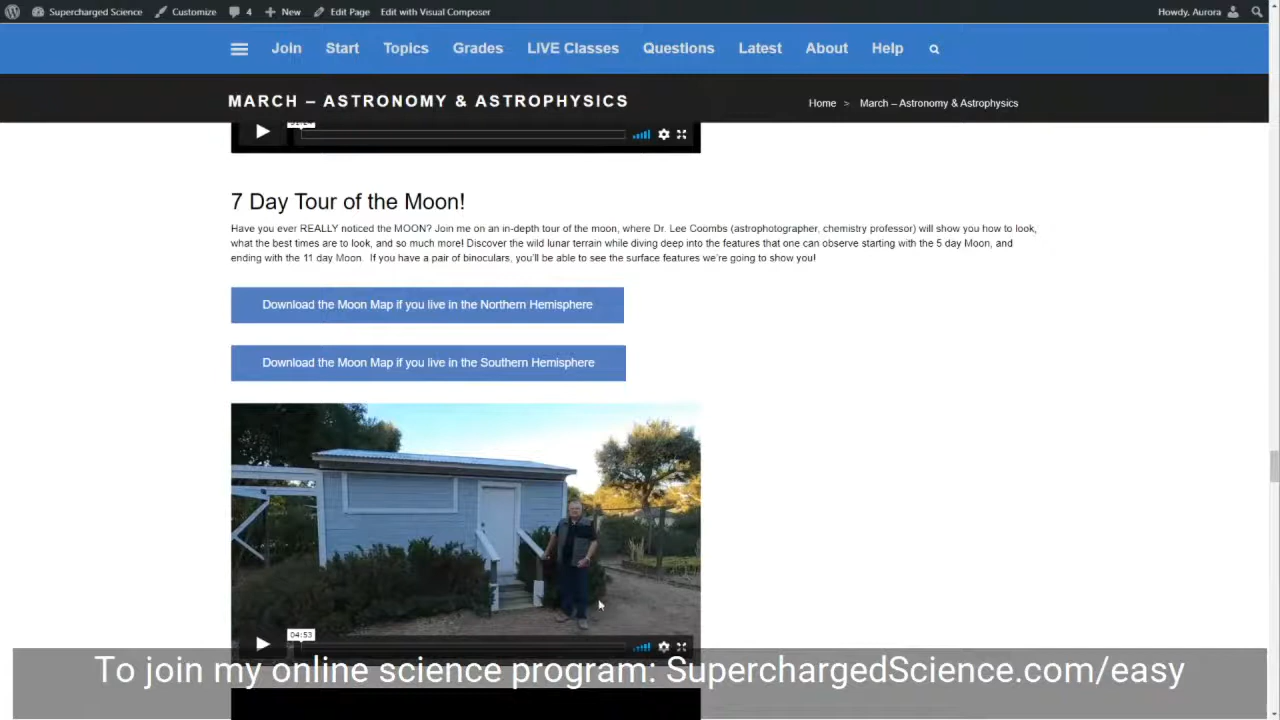 Supercharged Science Customize 4 New Edit Page Edit with Visual Composer Howdy, Aurora
Join Start Topics Grades LIVE Classes Questions Latest About Help
MARCH – ASTRONOMY & ASTROPHYSICS Home > March – Astronomy & Astrophysics
7 Day Tour of the Moon!
Have you ever REALLY noticed the MOON? Join me on an in-depth tour of the moon, where Dr. Lee Coombs (astrophotographer, chemistry professor) will show you how to look,
what the best times are to look, and so much more! Discover the wild lunar terrain while diving deep into the features that one can observe starting with the 5 day Moon, and
ending with the 11 day Moon. If you have a pair of binoculars, you'll be able to see the surface features we're going to show you!
Download the Moon Map if you live in the Northern Hemisphere
Download the Moon Map if you live in the Southern Hemisphere
04:53
To join my online science program: SuperchargedScience.com/easy